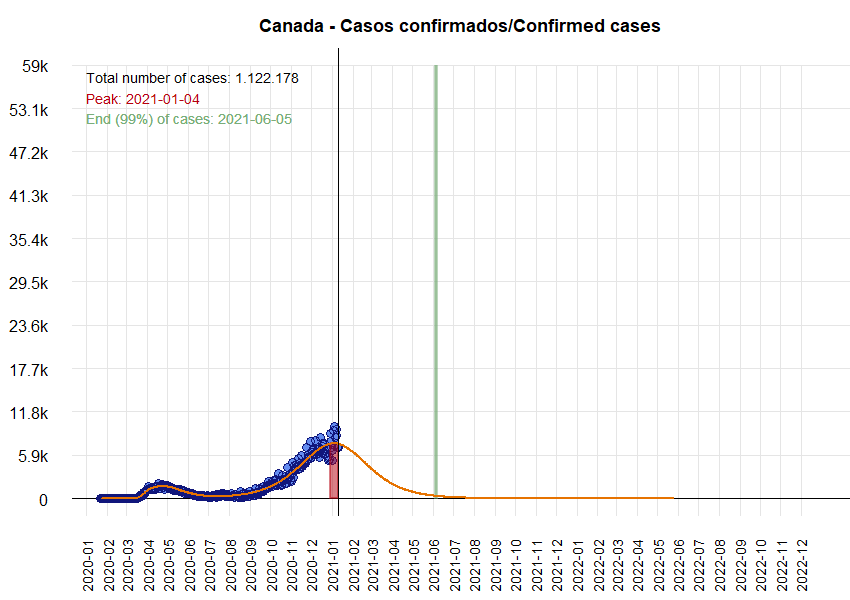 Canada - Casos confirmados/Confirmed cases
Total number of cases: 1.122.178
Peak: 2021-01-04
End (99%) of cases: 2021-06-05
59k
53.1k
47.2k
41.3k
35.4k
29.5k
23.6k
17.7k
11.8k
5.9k
0
2020-01
2020-02
2020-03
2020-04
2020-05
2020-06
2020-07
2020-08
2020-09
2020-10
2020-11
2020-12
2021-01
2021-02
2021-03
2021-04
2021-05
2021-06
2021-07
2021-08
2021-09
2021-10
2021-11
2021-12
2022-01
2022-02
2022-03
2022-04
2022-05
2022-06
2022-07
2022-08
2022-09
2022-10
2022-11
2022-12